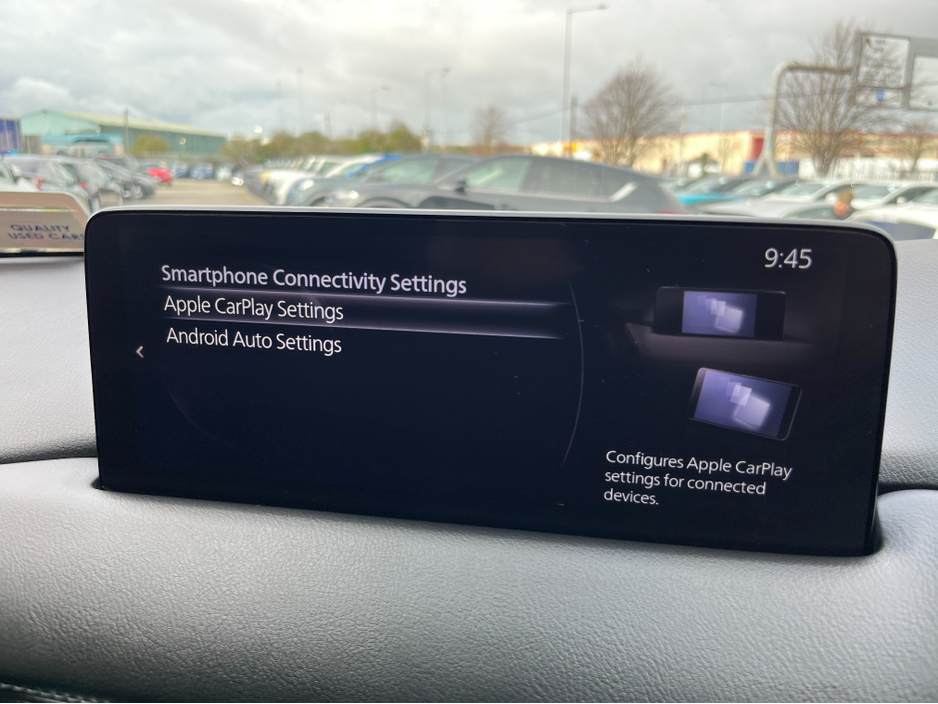 QUALITY
USED CARS
9:45
Smartphone Connectivity Settings
Apple CarPlay Settings
Android Auto Settings
Configures Apple CarPlay
settings for connected
devices.